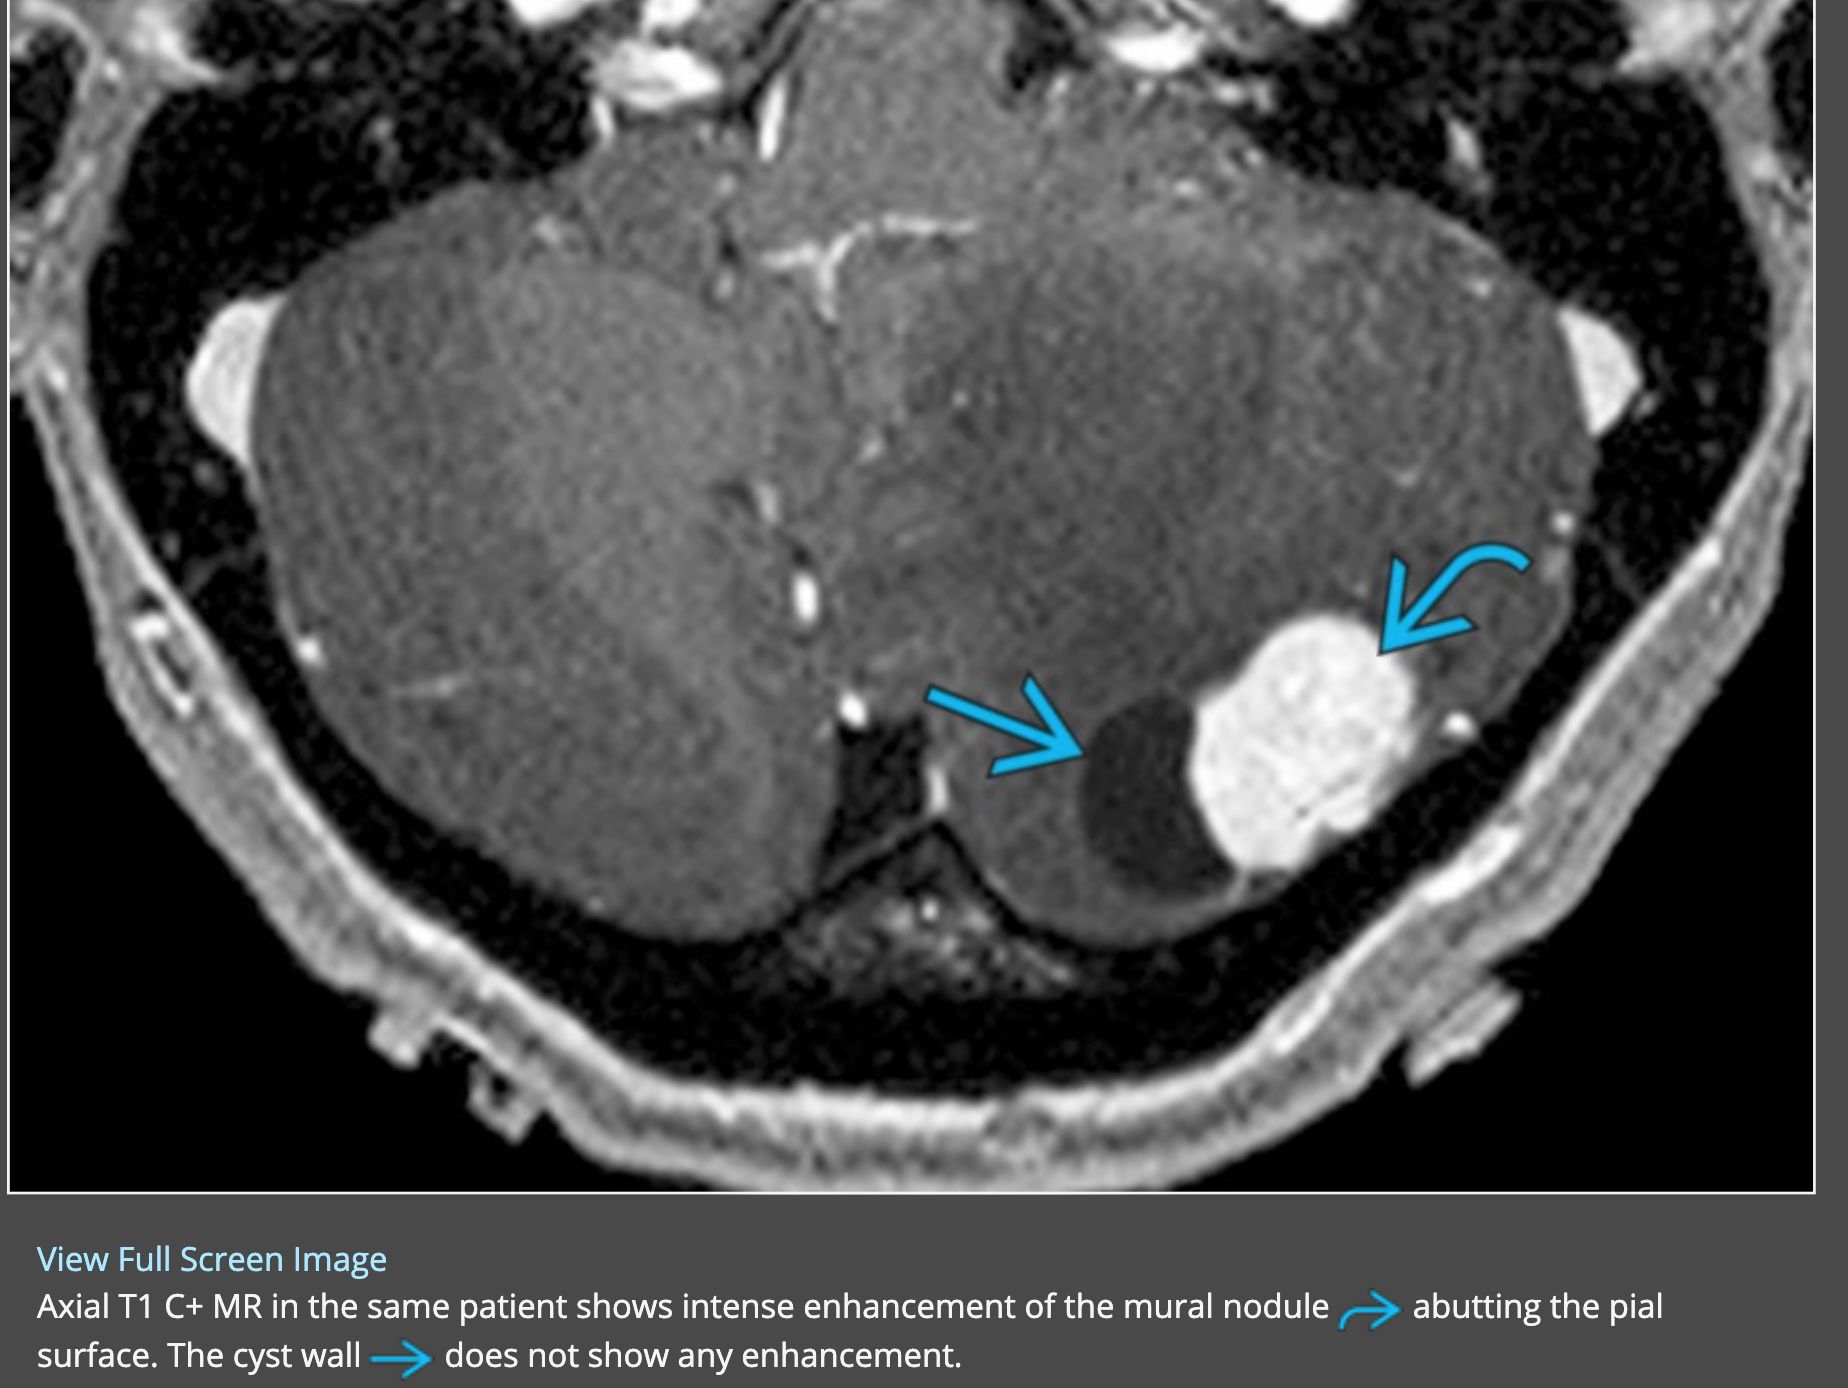 View Full Screen Image
Axial T1 C+ MR in the same patient shows intense enhancement of the mural nodule abutting the pial
surface. The cyst wall does not show any enhancement.